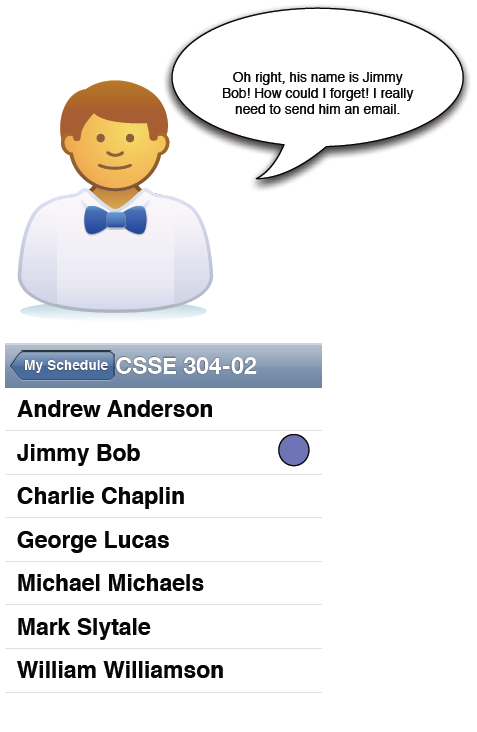 Oh right, his name is Jimmy
Bob! How could I forget! I really
need to send him an email.
My Schedule CSSE 304-02
Andrew Anderson
Jimmy Bob
Charlie Chaplin
George Lucas
Michael Michaels
Mark Slytale
William Williamson